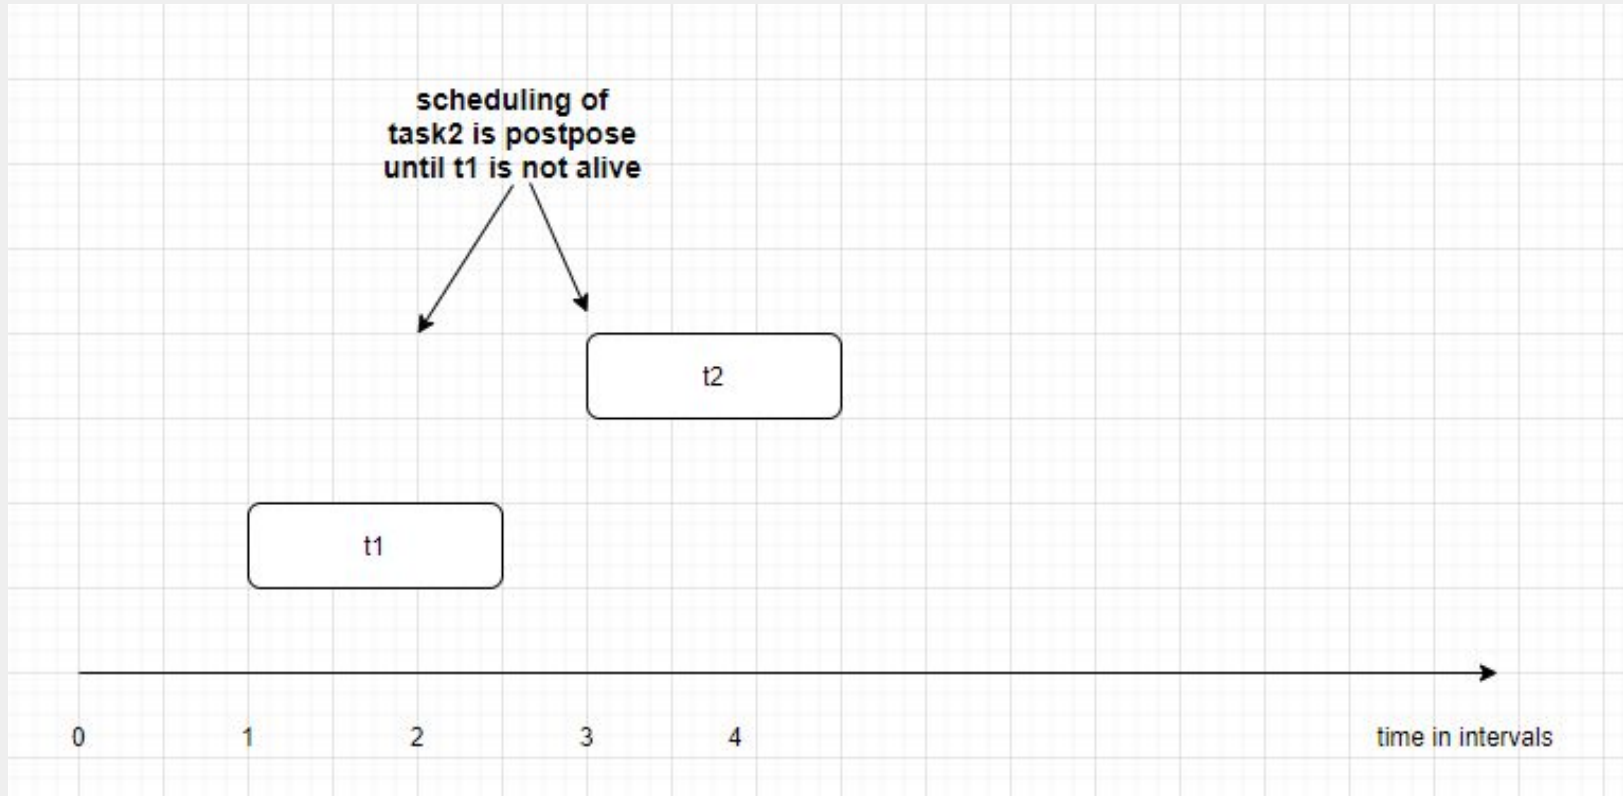 scheduling of
task2 is postpose
until t1 is not alive
t2
t1
0 1 2 3 4 time in intervals